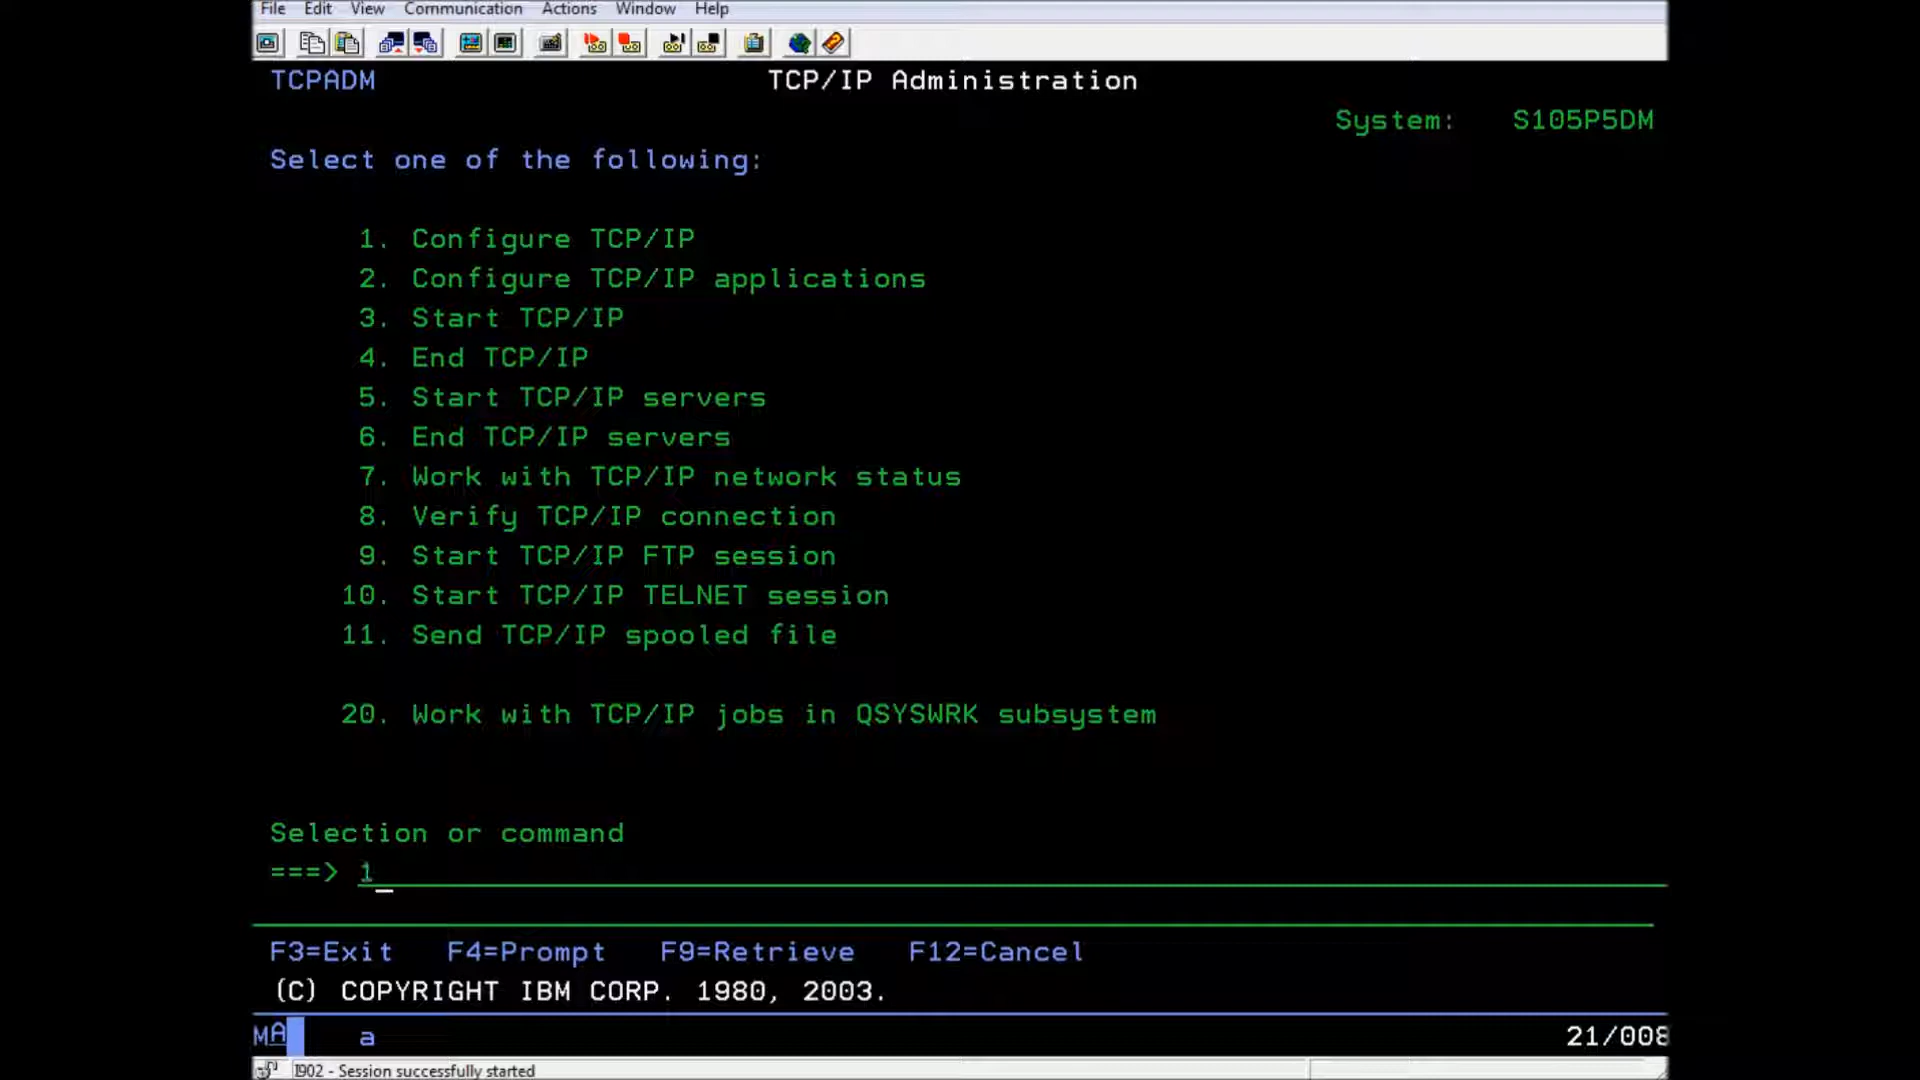 File Edit View Communication Actions Window Help
TCPADM TCP/IP Administration
System: S105P5DM
Select one of the following:
1. Configure TCP/IP
2. Configure TCP/IP applications
3. Start TCP/IP
4. End TCP/IP
5. Start TCP/IP servers
6. End TCP/IP servers
7. Work with TCP/IP network status
8. Verify TCP/IP connection
9. Start TCP/IP FTP session
10. Start TCP/IP TELNET session
11. Send TCP/IP spooled file
20. Work with TCP/IP jobs in QSYSWRK subsystem
Selection or command
===> 1
F3=Exit F4=Prompt F9=Retrieve F12=Cancel
(C) COPYRIGHT IBM CORP. 1980, 2003.
MA a 21/008
I902 - Session successfully started